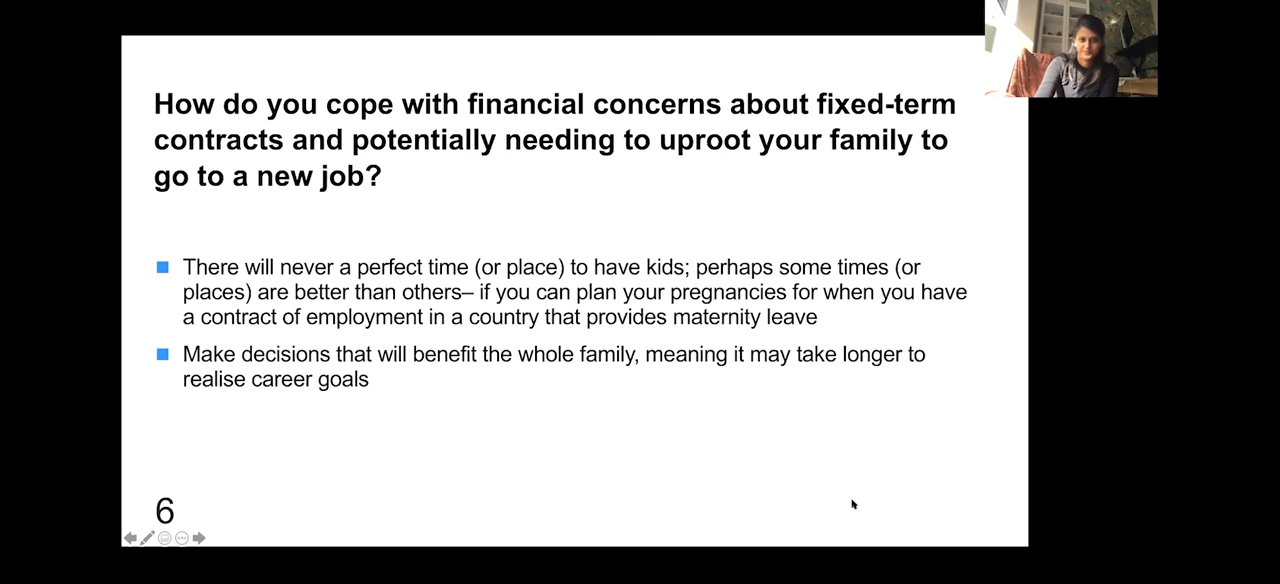 How do you cope with financial concerns about fixed-term
contracts and potentially needing to uproot your family to
go to a new job?
There will never a perfect time (or place) to have kids; perhaps some times (or
places) are better than others– if you can plan your pregnancies for when you have
a contract of employment in a country that provides maternity leave
Make decisions that will benefit the whole family, meaning it may take longer to
realise career goals
6